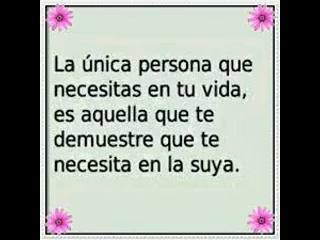 La única persona que
necesitas en tu vida,
es aquella que te
demuestre que te
necesita en la suya.